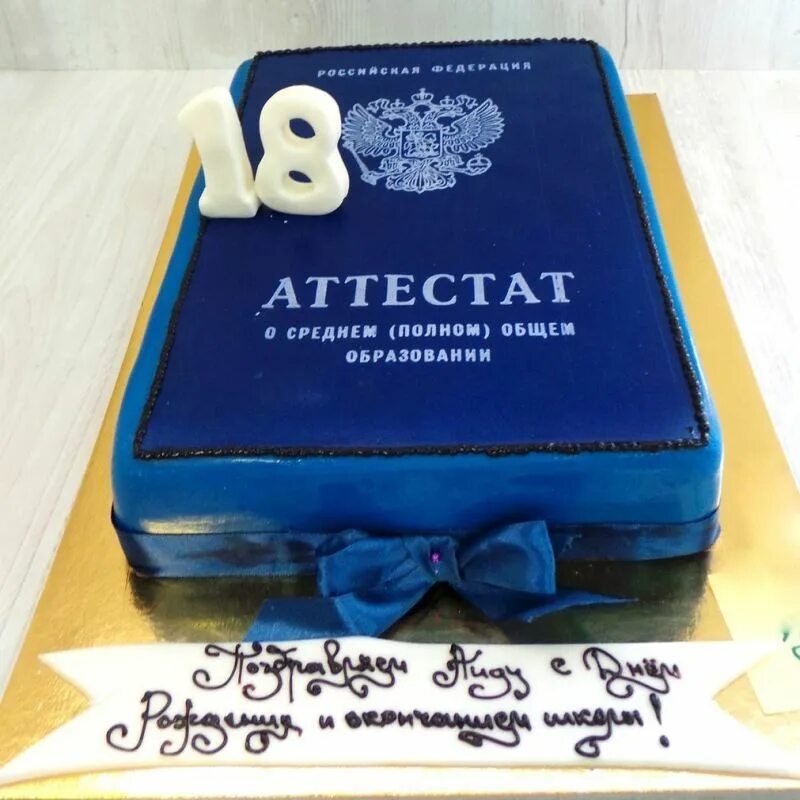 РОССИЙСКАЯ ФЕДЕРАЦИЯ
18
АТТЕСТАТ
О СРЕДНЕМ (ПОЛНОМ) ОБЩЕМ
ОБРАЗОВАНИИ
Поздравляем Аиду с Днём
Рождения и окончанием школы!